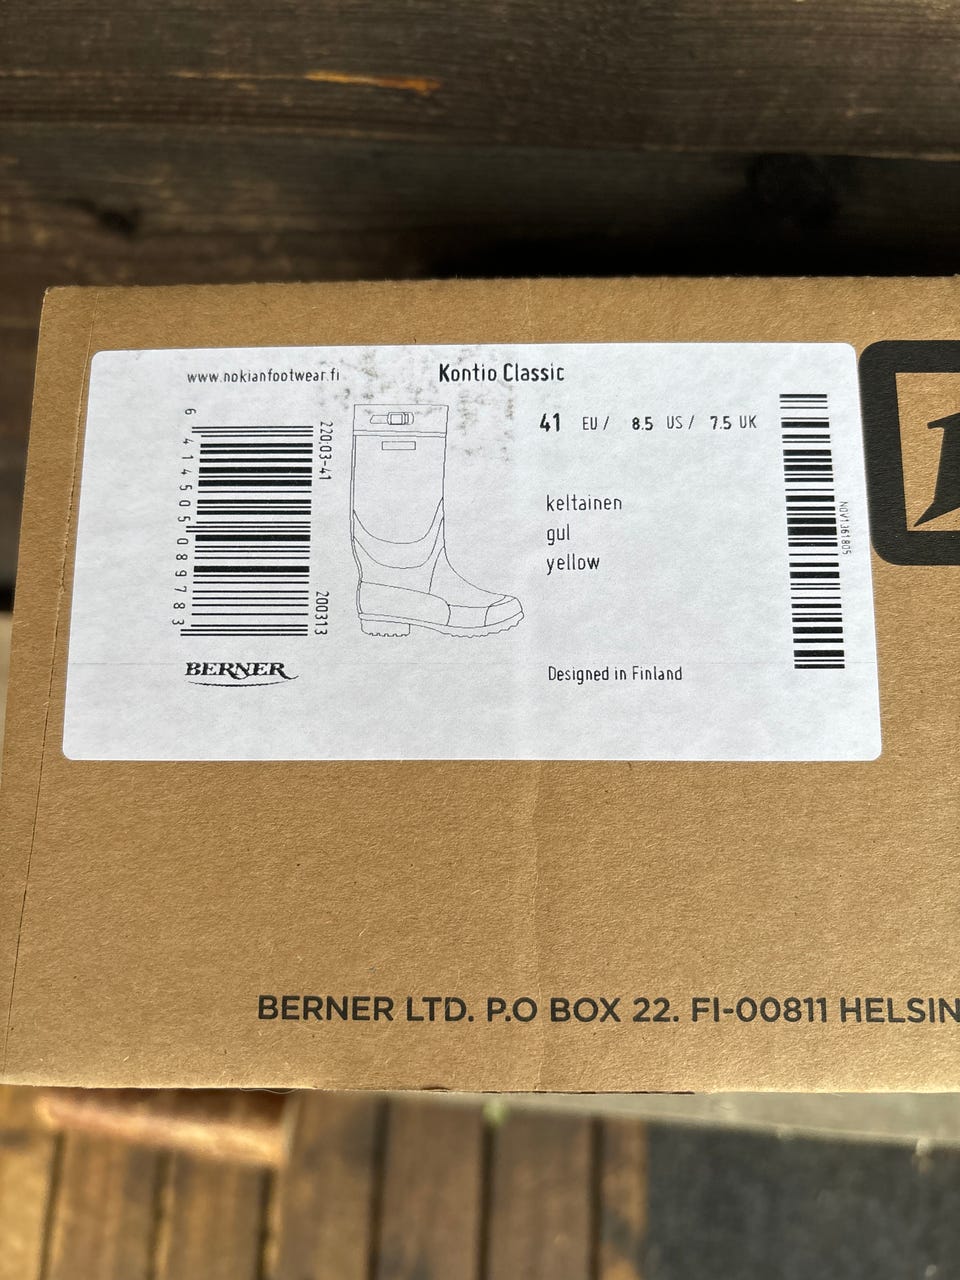 www.nokianfootwear.fi
Kontio Classic
41 EU / 8.5 US / 7.5 UK
220;03-41
6 414505 089783
200313
keltainen
gul
yellow
NOV1361805
BERNER
Designed in Finland
BERNER LTD. P.O BOX 22. FI-00811 HELSIN